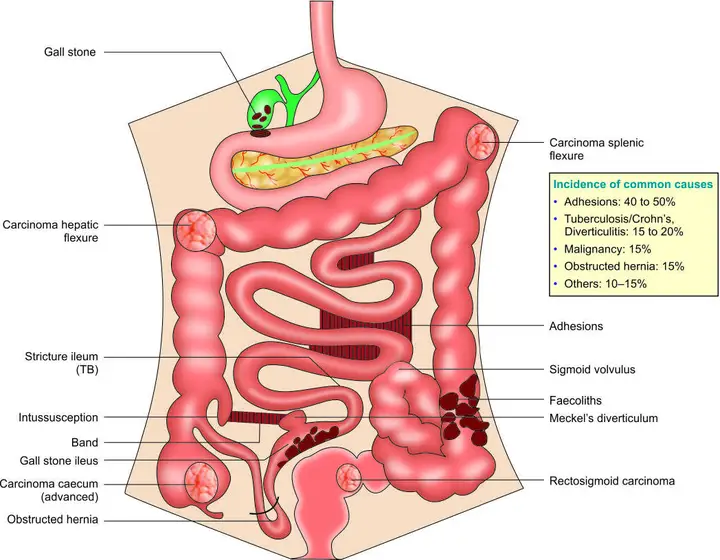 Gall stone
Carcinoma hepatic
flexure
Stricture ileum
(TB)
Intussusception
Band
Gall stone ileus
Carcinoma caecum
(advanced)
Obstructed hernia
Carcinoma splenic
flexure
Incidence of common causes
• Adhesions: 40 to 50%
• Tuberculosis/Crohn's,
Diverticulitis: 15 to 20%
• Malignancy: 15%
• Obstructed hernia: 15%
• Others: 10–15%
Adhesions
Sigmoid volvulus
Faecoliths
Meckel's diverticulum
Rectosigmoid carcinoma